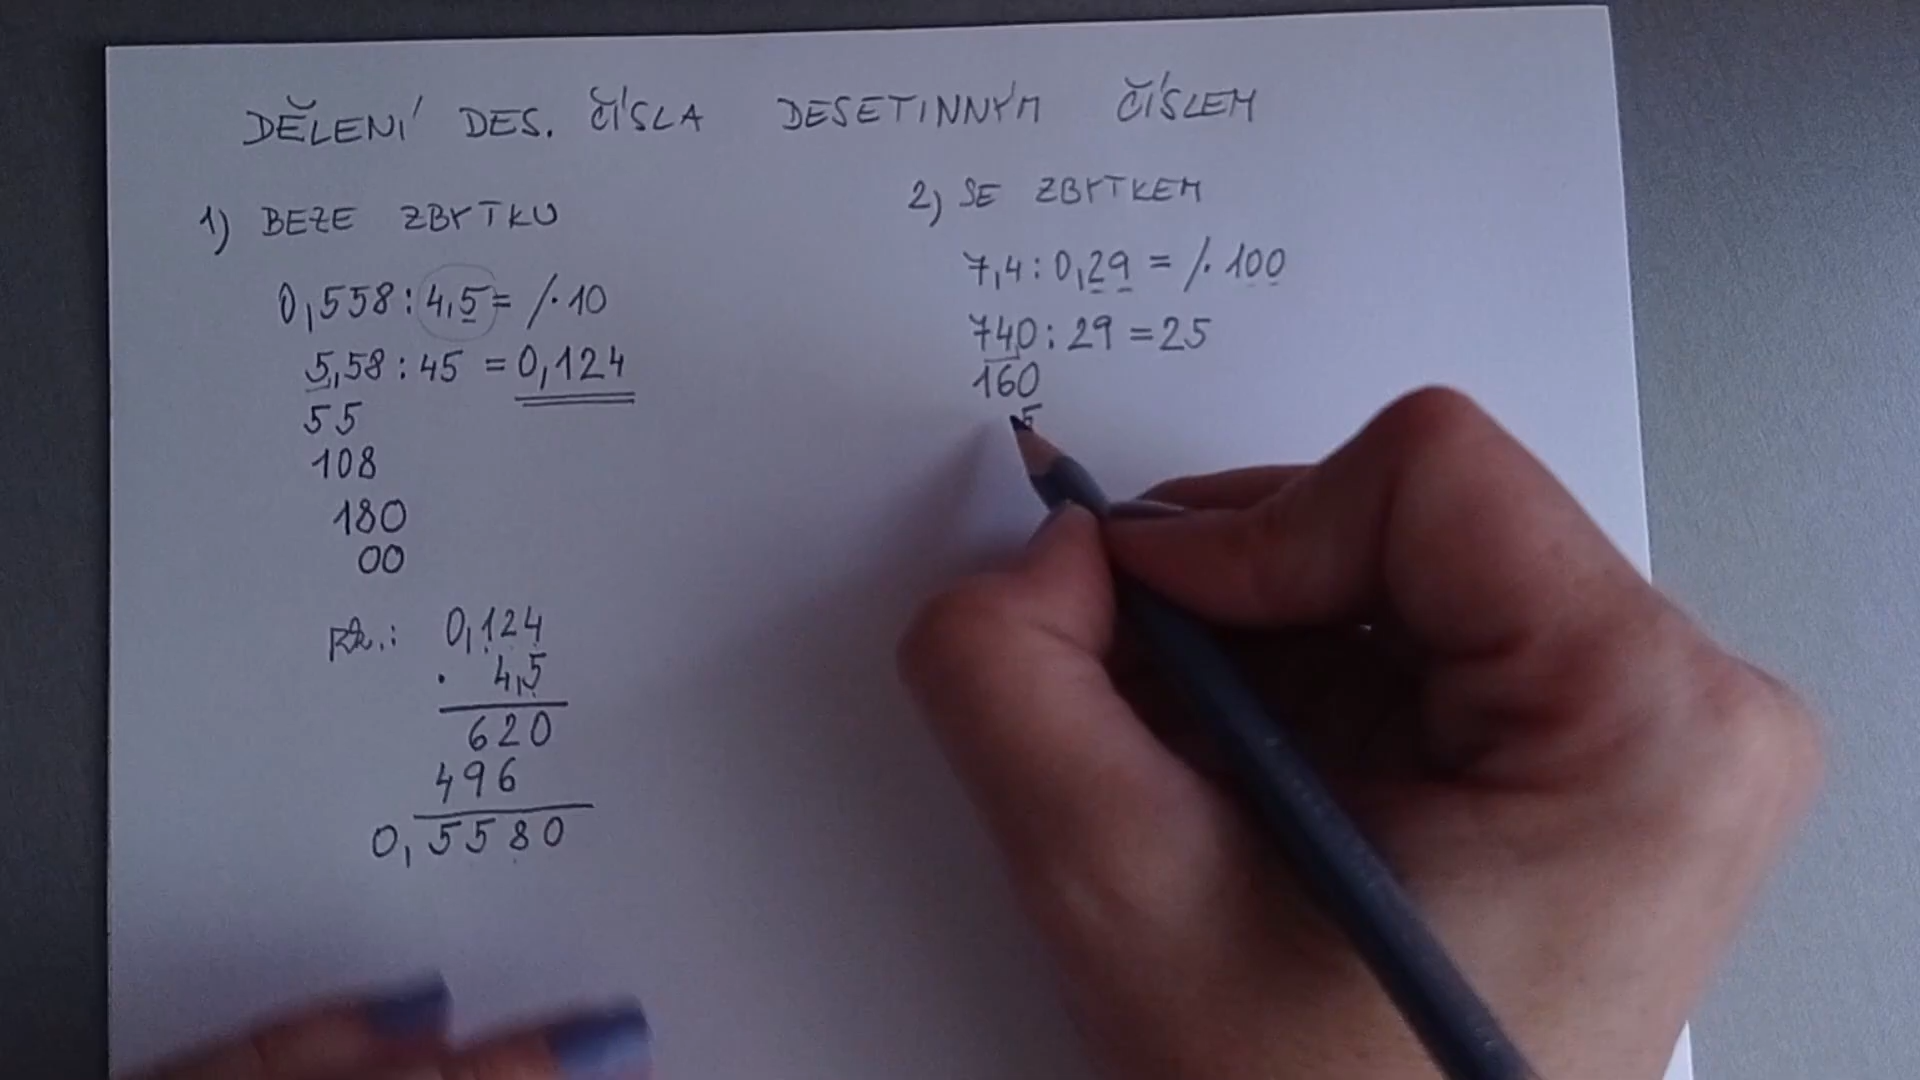 DĚLENÍ DES. ČÍSLA DESETINNÝM ČÍSLEM
1) BEZE ZBYTKU
0,558 : 4,5 = /· 10
5,58 : 45 = 0,124
55
108
180
00
Zk.: 0,124
· 4,5
620
496
0,5580
2) SE ZBYTKEM
7,4 : 0,29 = /· 100
740 : 29 = 25
160
5